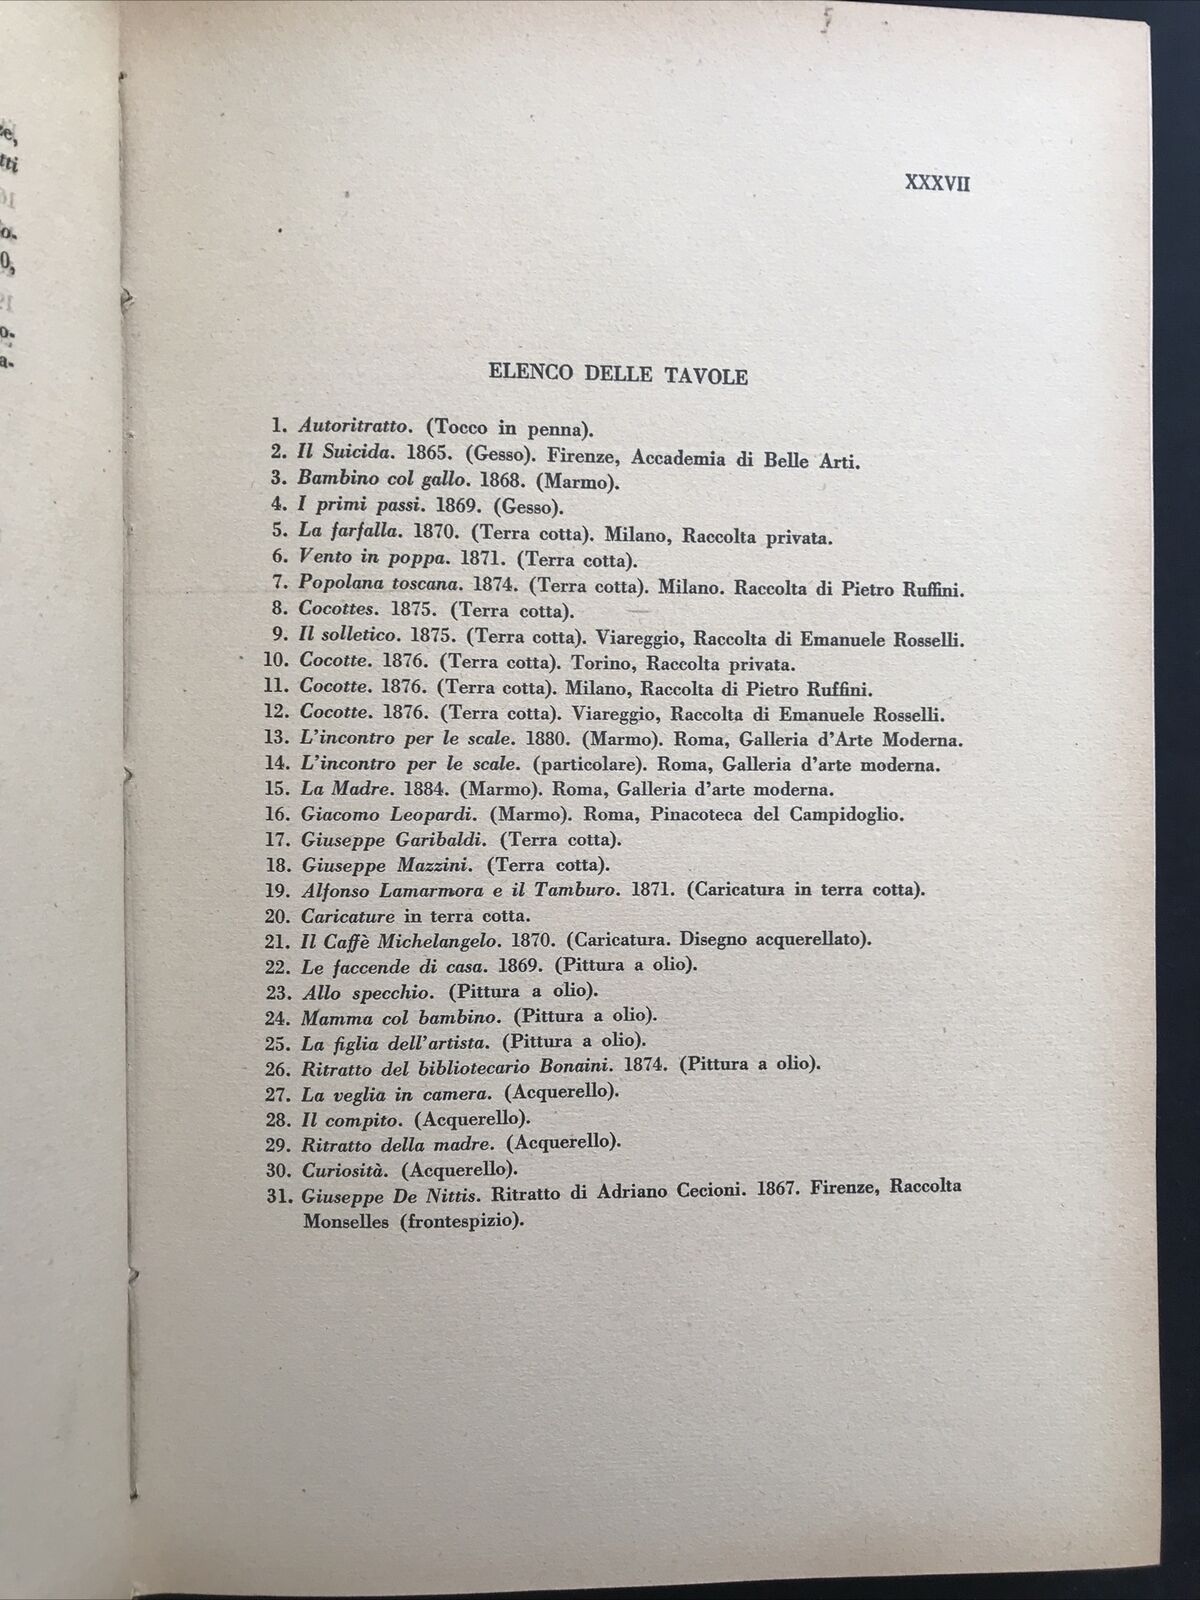 XXXVII
ELENCO DELLE TAVOLE
1. Autoritratto. (Tocco in penna).
2. Il Suicida. 1865. (Gesso). Firenze, Accademia di Belle Arti.
3. Bambino col gallo. 1868. (Marmo).
4. I primi passi. 1869. (Gesso).
5. La farfalla. 1870. (Terra cotta). Milano, Raccolta privata.
6. Vento in poppa. 1871. (Terra cotta).
7. Popolana toscana. 1874. (Terra cotta). Milano. Raccolta di Pietro Ruffini.
8. Cocottes. 1875. (Terra cotta).
9. Il solletico. 1875. (Terra cotta). Viareggio, Raccolta di Emanuele Rosselli.
10. Cocotte. 1876. (Terra cotta). Torino, Raccolta privata.
11. Cocotte. 1876. (Terra cotta). Milano, Raccolta di Pietro Ruffini.
12. Cocotte. 1876. (Terra cotta). Viareggio, Raccolta di Emanuele Rosselli.
13. L'incontro per le scale. 1880. (Marmo). Roma, Galleria d'Arte Moderna.
14. L'incontro per le scale. (particolare). Roma, Galleria d'arte moderna.
15. La Madre. 1884. (Marmo). Roma, Galleria d'arte moderna.
16. Giacomo Leopardi. (Marmo). Roma, Pinacoteca del Campidoglio.
17. Giuseppe Garibaldi. (Terra cotta).
18. Giuseppe Mazzini. (Terra cotta).
19. Alfonso Lamarmora e il Tamburo. 1871. (Caricatura in terra cotta).
20. Caricature in terra cotta.
21. Il Caffè Michelangelo. 1870. (Caricatura. Disegno acquerellato).
22. Le faccende di casa. 1869. (Pittura a olio).
23. Allo specchio. (Pittura a olio).
24. Mamma col bambino. (Pittura a olio).
25. La figlia dell'artista. (Pittura a olio).
26. Ritratto del bibliotecario Bonaini. 1874. (Pittura a olio).
27. La veglia in camera. (Acquerello).
28. Il compito. (Acquerello).
29. Ritratto della madre. (Acquerello).
30. Curiosità. (Acquerello).
31. Giuseppe De Nittis. Ritratto di Adriano Cecioni. 1867. Firenze, Raccolta
Monselles (frontespizio).